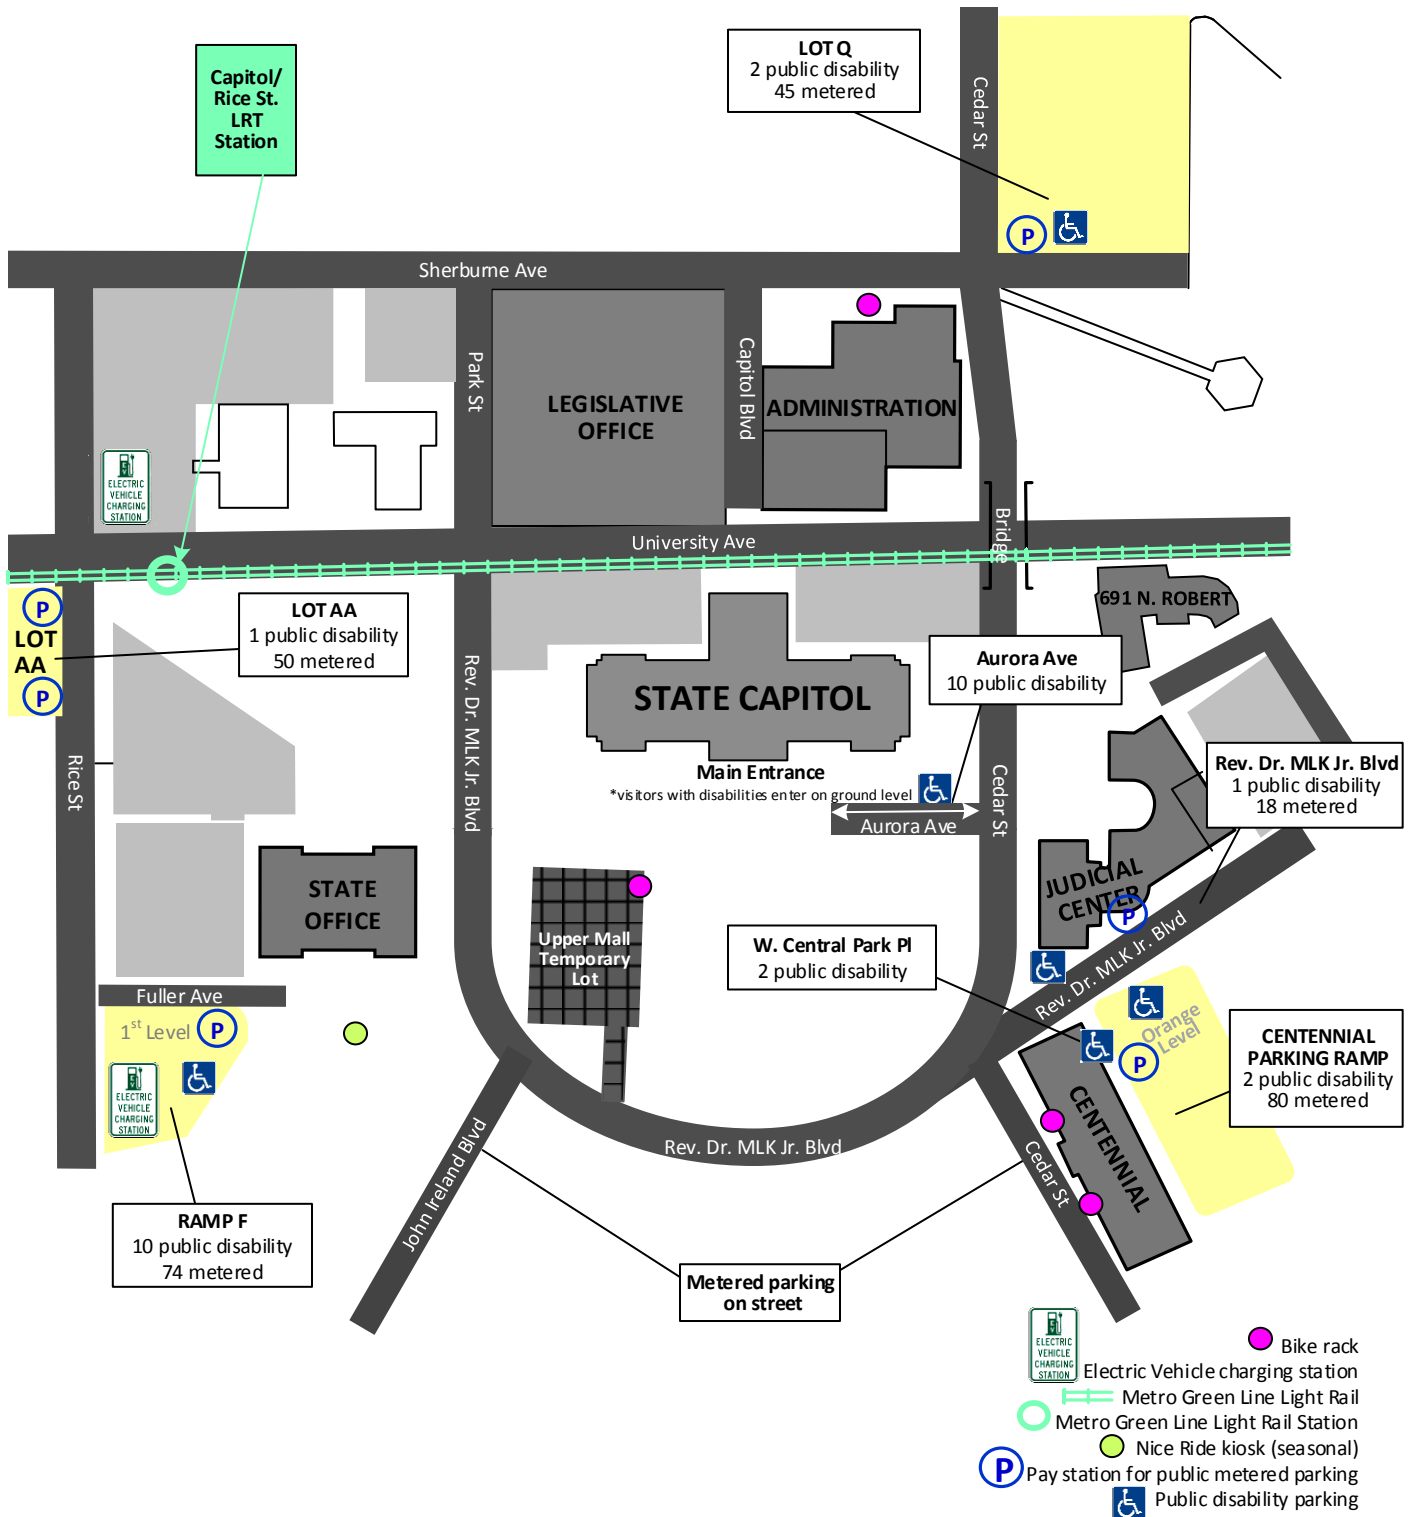 LOT Q
2 public disability
45 metered
Capitol/
Rice St.
LRT
Station
Cedar St
P
Sherburne Ave
Park St
Capitol Blvd
LEGISLATIVE
OFFICE
ADMINISTRATION
ELECTRIC
VEHICLE
CHARGING
STATION
Bridge
University Ave
691 N. ROBERT
P
LOT
AA
P
LOT AA
1 public disability
50 metered
Aurora Ave
10 public disability
Rev. Dr. MLK Jr. Blvd
STATE CAPITOL
Main Entrance
*visitors with disabilities enter on ground level
Aurora Ave
Cedar St
Rice St
Rev. Dr. MLK Jr. Blvd
1 public disability
18 metered
STATE
OFFICE
JUDICIAL
CENTER
P
Upper Mall
Temporary
Lot
W. Central Park Pl
2 public disability
Rev. Dr. MLK Jr. Blvd
Fuller Ave
1st Level
P
Orange
Level
P
CENTENNIAL
PARKING RAMP
2 public disability
80 metered
ELECTRIC
VEHICLE
CHARGING
STATION
CENTENNIAL
Rev. Dr. MLK Jr. Blvd
John Ireland Blvd
Cedar St
RAMP F
10 public disability
74 metered
Metered parking
on street
ELECTRIC
VEHICLE
CHARGING
STATION
Bike rack
Electric Vehicle charging station
Metro Green Line Light Rail
Metro Green Line Light Rail Station
Nice Ride kiosk (seasonal)
P
Pay station for public metered parking
Public disability parking